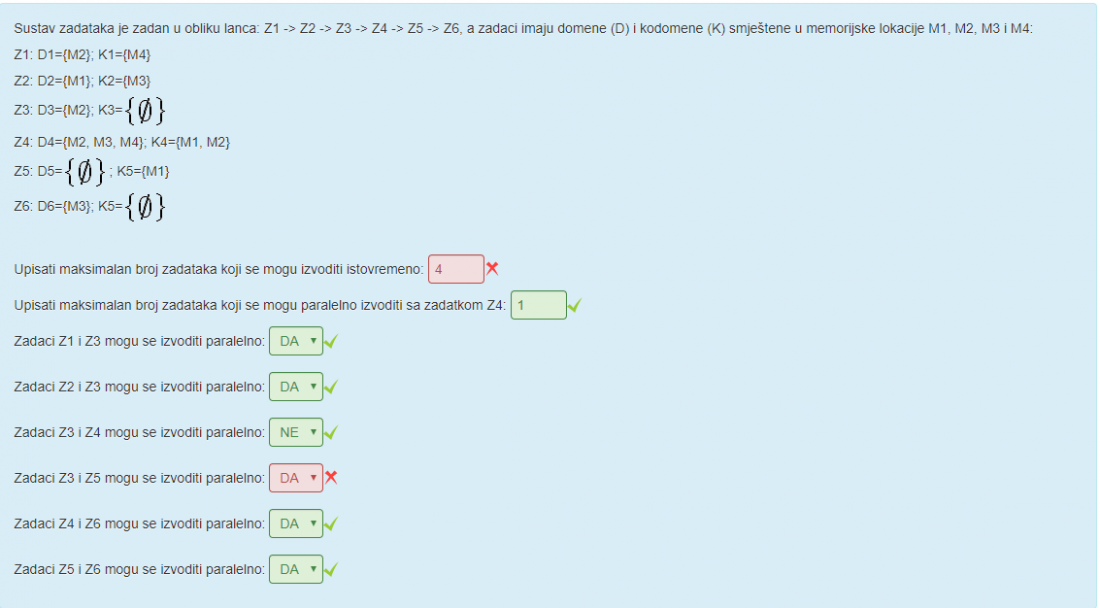 Sustav zadataka je zadan u obliku lanca: Z1 -> Z2 -> Z3 -> Z4 -> Z5 -> Z6, a zadaci imaju domene (D) i kodomene (K) smještene u memorijske lokacije M1, M2, M3 i M4:
Z1: D1={M2}; K1={M4}
Z2: D2={M1}; K2={M3}
Z3: D3={M2}; K3={∅}
Z4: D4={M2, M3, M4}; K4={M1, M2}
Z5: D5={∅}; K5={M1}
Z6: D6={M3}; K5={∅}
Upisati maksimalan broj zadataka koji se mogu izvoditi istovremeno: 4
Upisati maksimalan broj zadataka koji se mogu paralelno izvoditi sa zadatkom Z4: 1
Zadaci Z1 i Z3 mogu se izvoditi paralelno: DA
Zadaci Z2 i Z3 mogu se izvoditi paralelno: DA
Zadaci Z3 i Z4 mogu se izvoditi paralelno: NE
Zadaci Z3 i Z5 mogu se izvoditi paralelno: DA
Zadaci Z4 i Z6 mogu se izvoditi paralelno: DA
Zadaci Z5 i Z6 mogu se izvoditi paralelno: DA